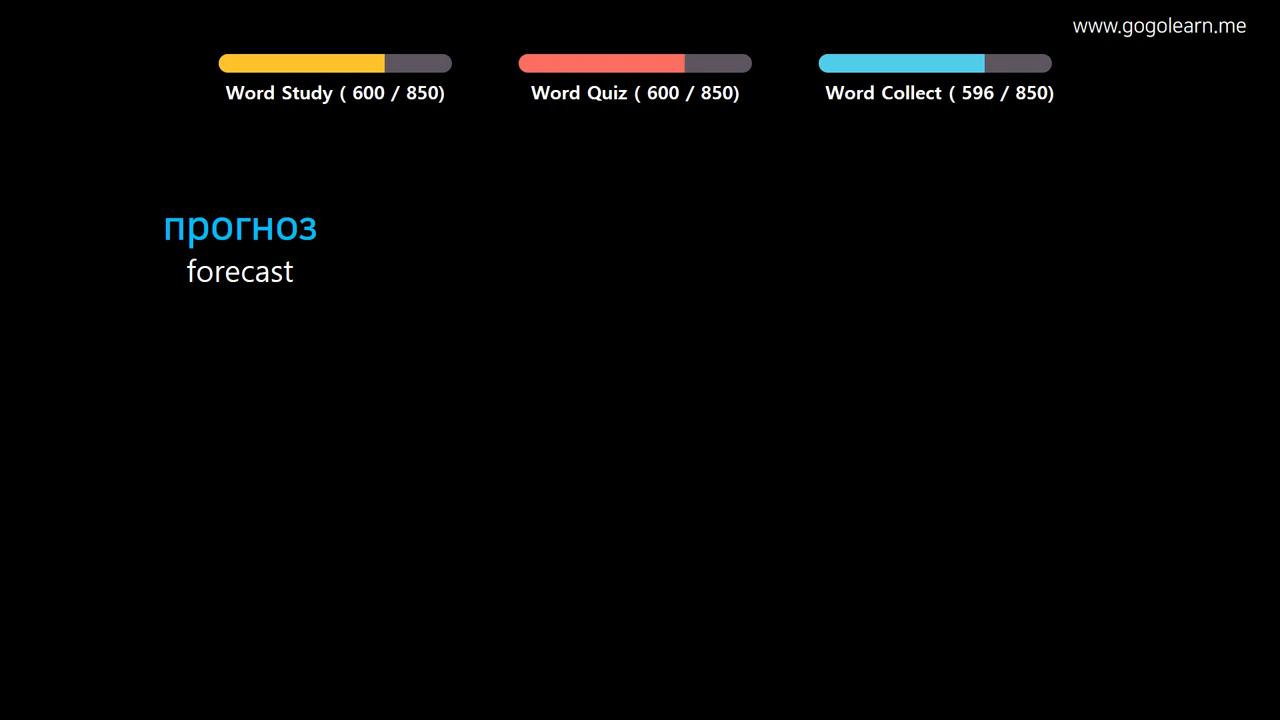 www.gogolearn.me
Word Study ( 600 / 850)
Word Quiz ( 600 / 850)
Word Collect ( 596 / 850)
прогноз
forecast